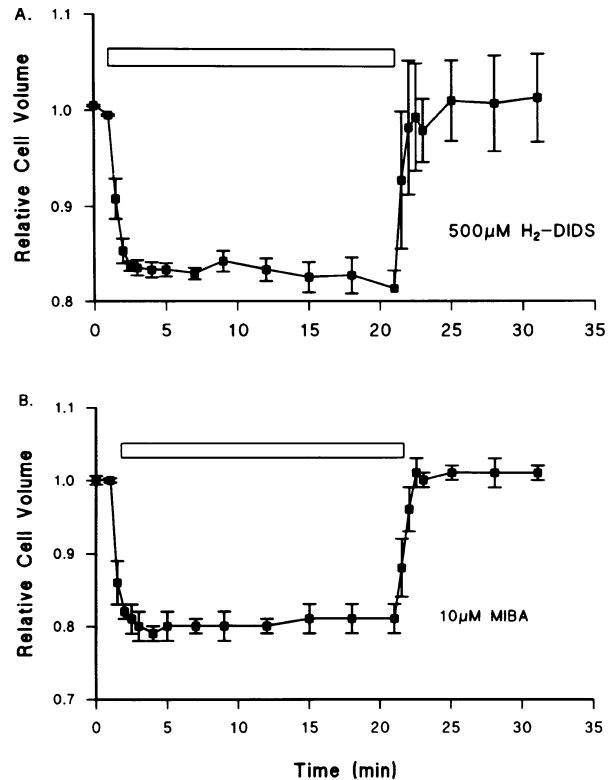 A.
Relative Cell Volume
1.1
1.0
0.9
0.8
0 5 10 15 20 25 30 35
500µM H₂-DIDS
B.
Relative Cell Volume
1.1
1.0
0.9
0.8
0.7
0 5 10 15 20 25 30 35
10µM MIBA
Time (min)